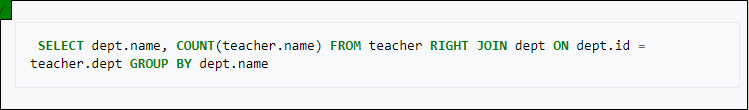 SELECT dept.name, COUNT(teacher.name) FROM teacher RIGHT JOIN dept ON dept.id =
teacher.dept GROUP BY dept.name